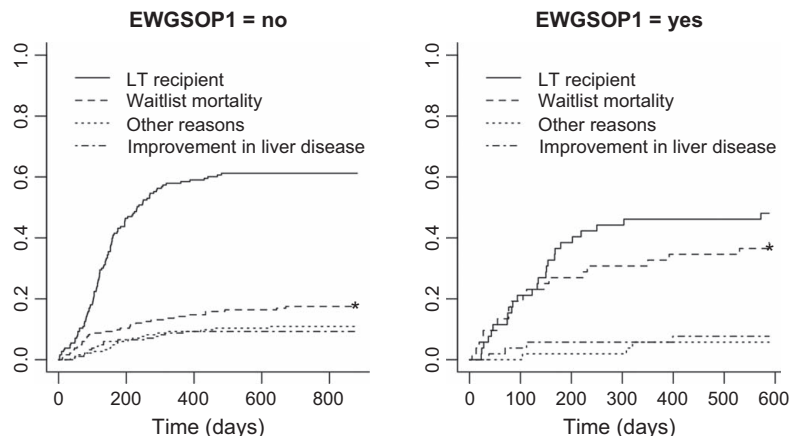 EWGSOP1 = no
1.0
0.8
0.6
0.4
0.2
0.0
LT recipient
Waitlist mortality
Other reasons
Improvement in liver disease
*
0 200 400 600 800
Time (days)
EWGSOP1 = yes
1.0
0.8
0.6
0.4
0.2
0.0
LT recipient
Waitlist mortality
Other reasons
Improvement in liver disease
*
0 100 200 300 400 500 600
Time (days)